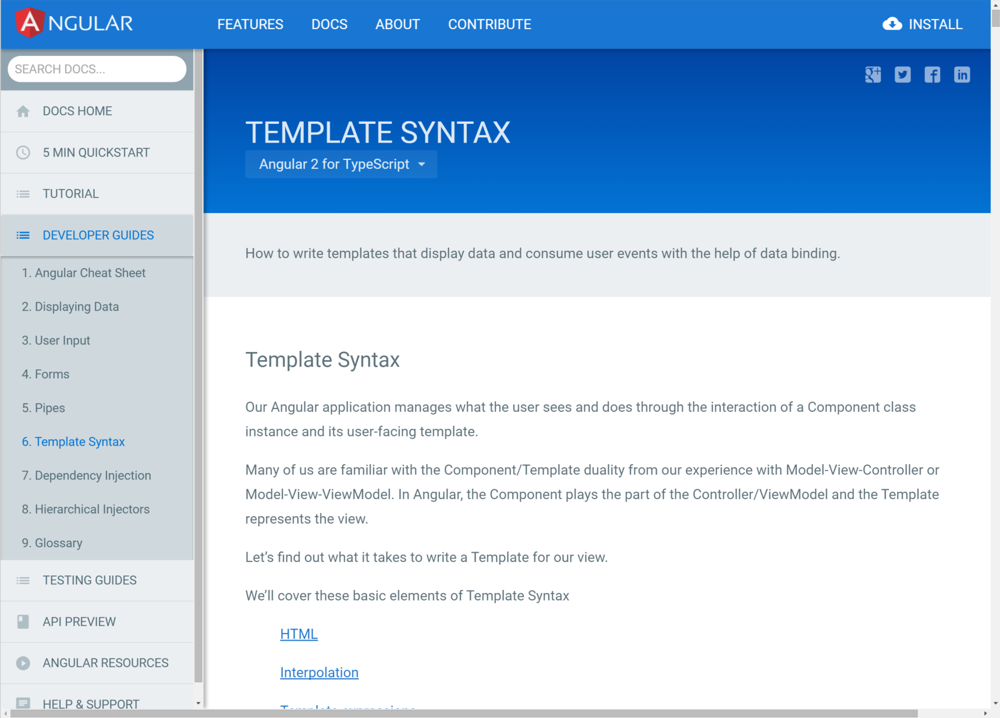 ANGULAR
FEATURES DOCS ABOUT CONTRIBUTE
INSTALL
SEARCH DOCS...
DOCS HOME
5 MIN QUICKSTART
TUTORIAL
DEVELOPER GUIDES
1. Angular Cheat Sheet
2. Displaying Data
3. User Input
4. Forms
5. Pipes
6. Template Syntax
7. Dependency Injection
8. Hierarchical Injectors
9. Glossary
TESTING GUIDES
API PREVIEW
ANGULAR RESOURCES
HELP & SUPPORT
g+ f in
TEMPLATE SYNTAX
Angular 2 for TypeScript
How to write templates that display data and consume user events with the help of data binding.
Template Syntax
Our Angular application manages what the user sees and does through the interaction of a Component class
instance and its user-facing template.
Many of us are familiar with the Component/Template duality from our experience with Model-View-Controller or
Model-View-ViewModel. In Angular, the Component plays the part of the Controller/ViewModel and the Template
represents the view.
Let’s find out what it takes to write a Template for our view.
We’ll cover these basic elements of Template Syntax
HTML
Interpolation
Template expressions